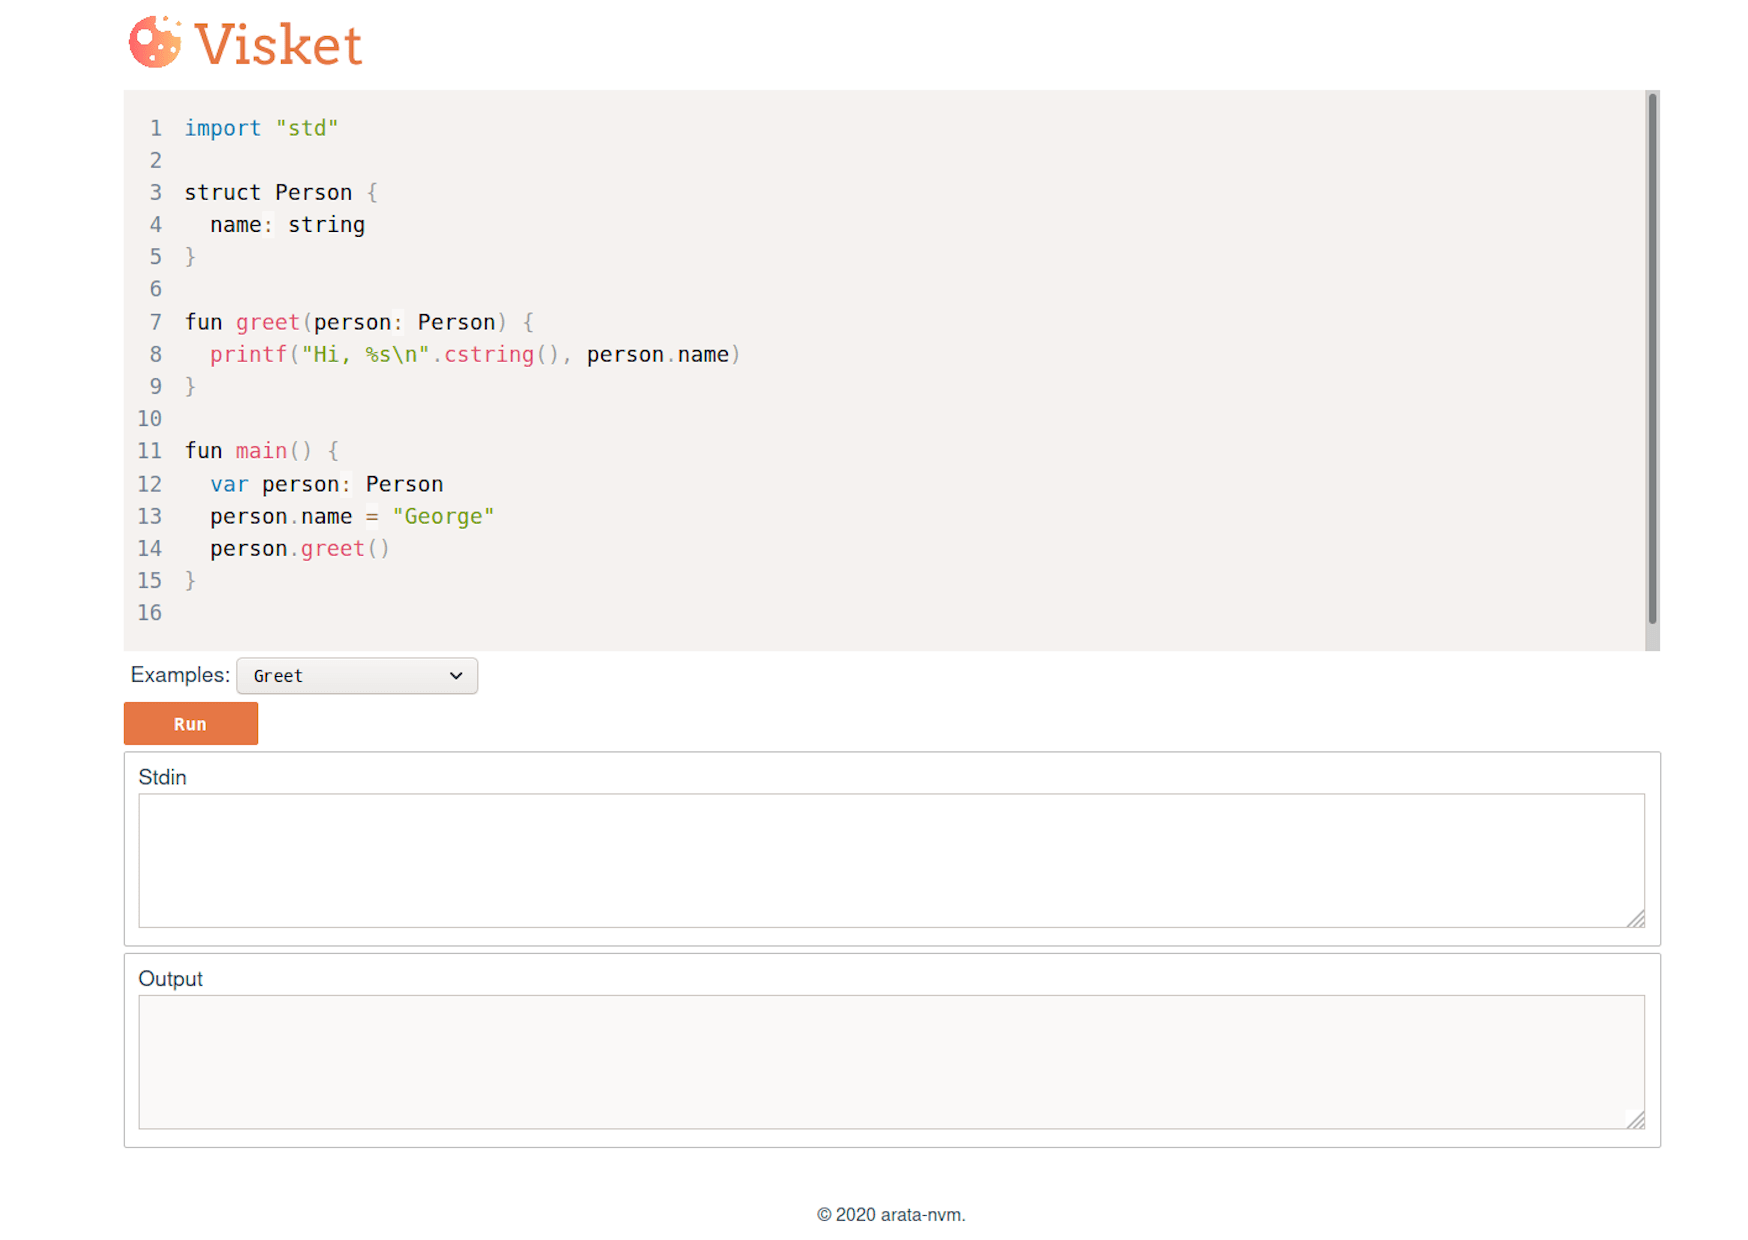 Visket
1 import "std"
2
3 struct Person {
4   name: string
5 }
6
7 fun greet(person: Person) {
8   printf("Hi, %s\n".cstring(), person.name)
9 }
10
11 fun main() {
12   var person: Person
13   person.name = "George"
14   person.greet()
15 }
16
Examples: Greet
Run
Stdin
Output
© 2020 arata-nvm.